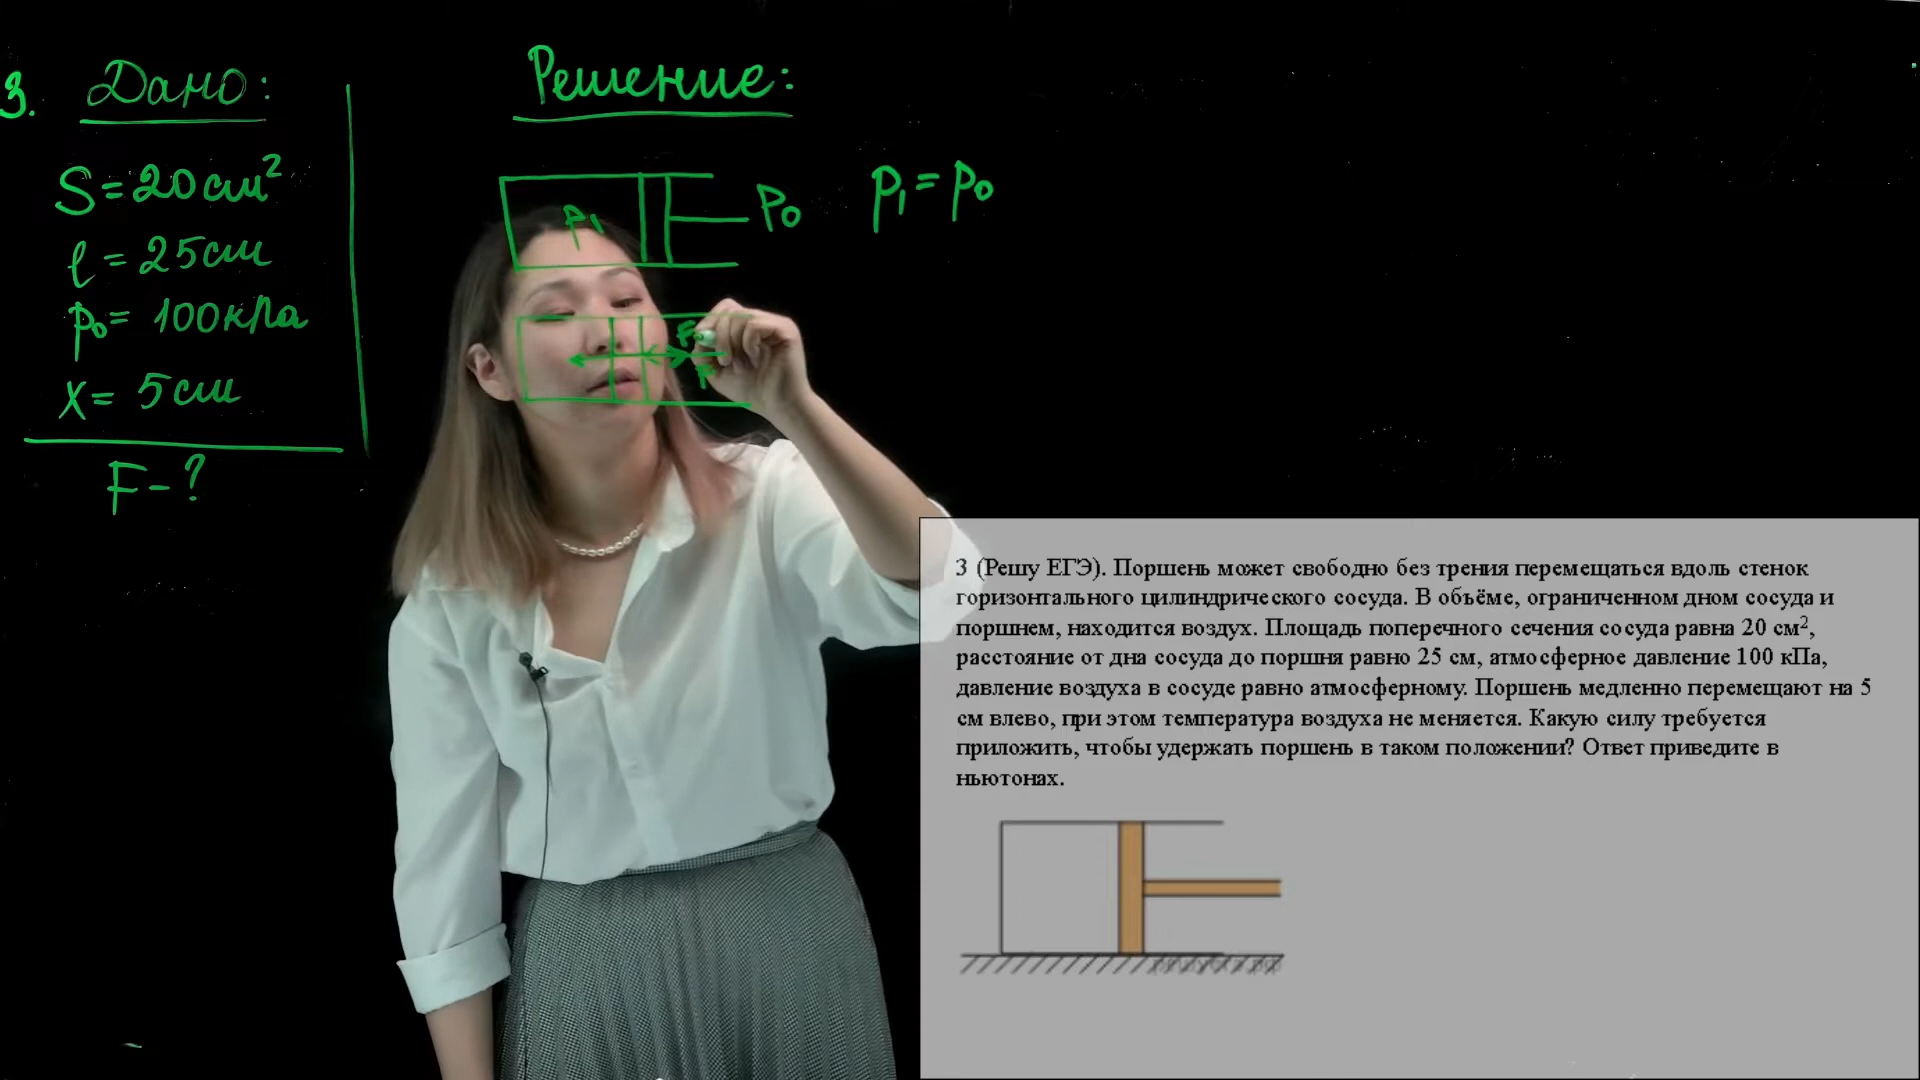 3. Дано:
S = 20 см²
l = 25 см
p₀ = 100 кПа
x = 5 см
F - ?
Решение:
p₁ p₀ p₁ = p₀
F₀
F
3 (Решу ЕГЭ). Поршень может свободно без трения перемещаться вдоль стенок
горизонтального цилиндрического сосуда. В объёме, ограниченном дном сосуда и
поршнем, находится воздух. Площадь поперечного сечения сосуда равна 20 см²,
расстояние от дна сосуда до поршня равно 25 см, атмосферное давление 100 кПа,
давление воздуха в сосуде равно атмосферному. Поршень медленно перемещают на 5
см влево, при этом температура воздуха не меняется. Какую силу требуется
приложить, чтобы удержать поршень в таком положении? Ответ приведите в
ньютонах.